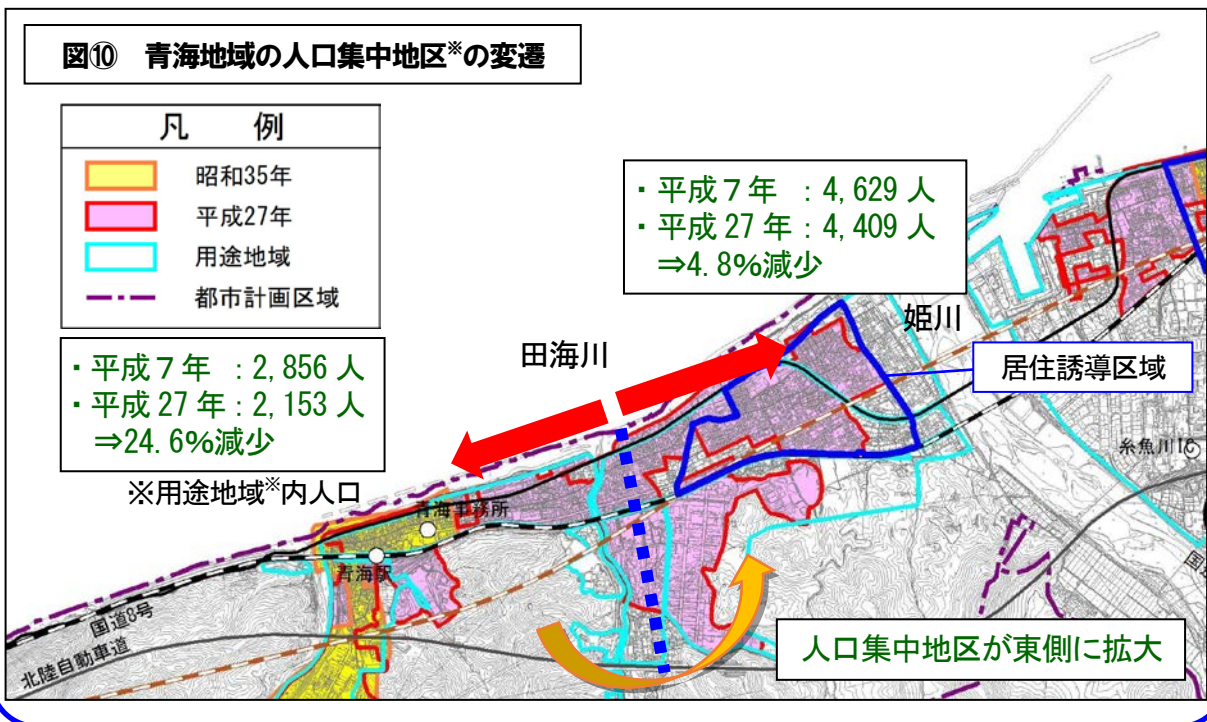 図⑩ 青海地域の人口集中地区※の変遷
凡 例
昭和35年
平成27年
用途地域
都市計画区域
・平成７年 ：2,856 人
・平成 27 年：2,153 人
⇒24.6%減少
※用途地域※内人口
・平成７年 ：4,629 人
・平成 27 年：4,409 人
⇒4.8%減少
田海川
姫川
居住誘導区域
糸魚川IC
青海事務所
青海駅
国道8号
北陸自動車道
国道
人口集中地区が東側に拡大